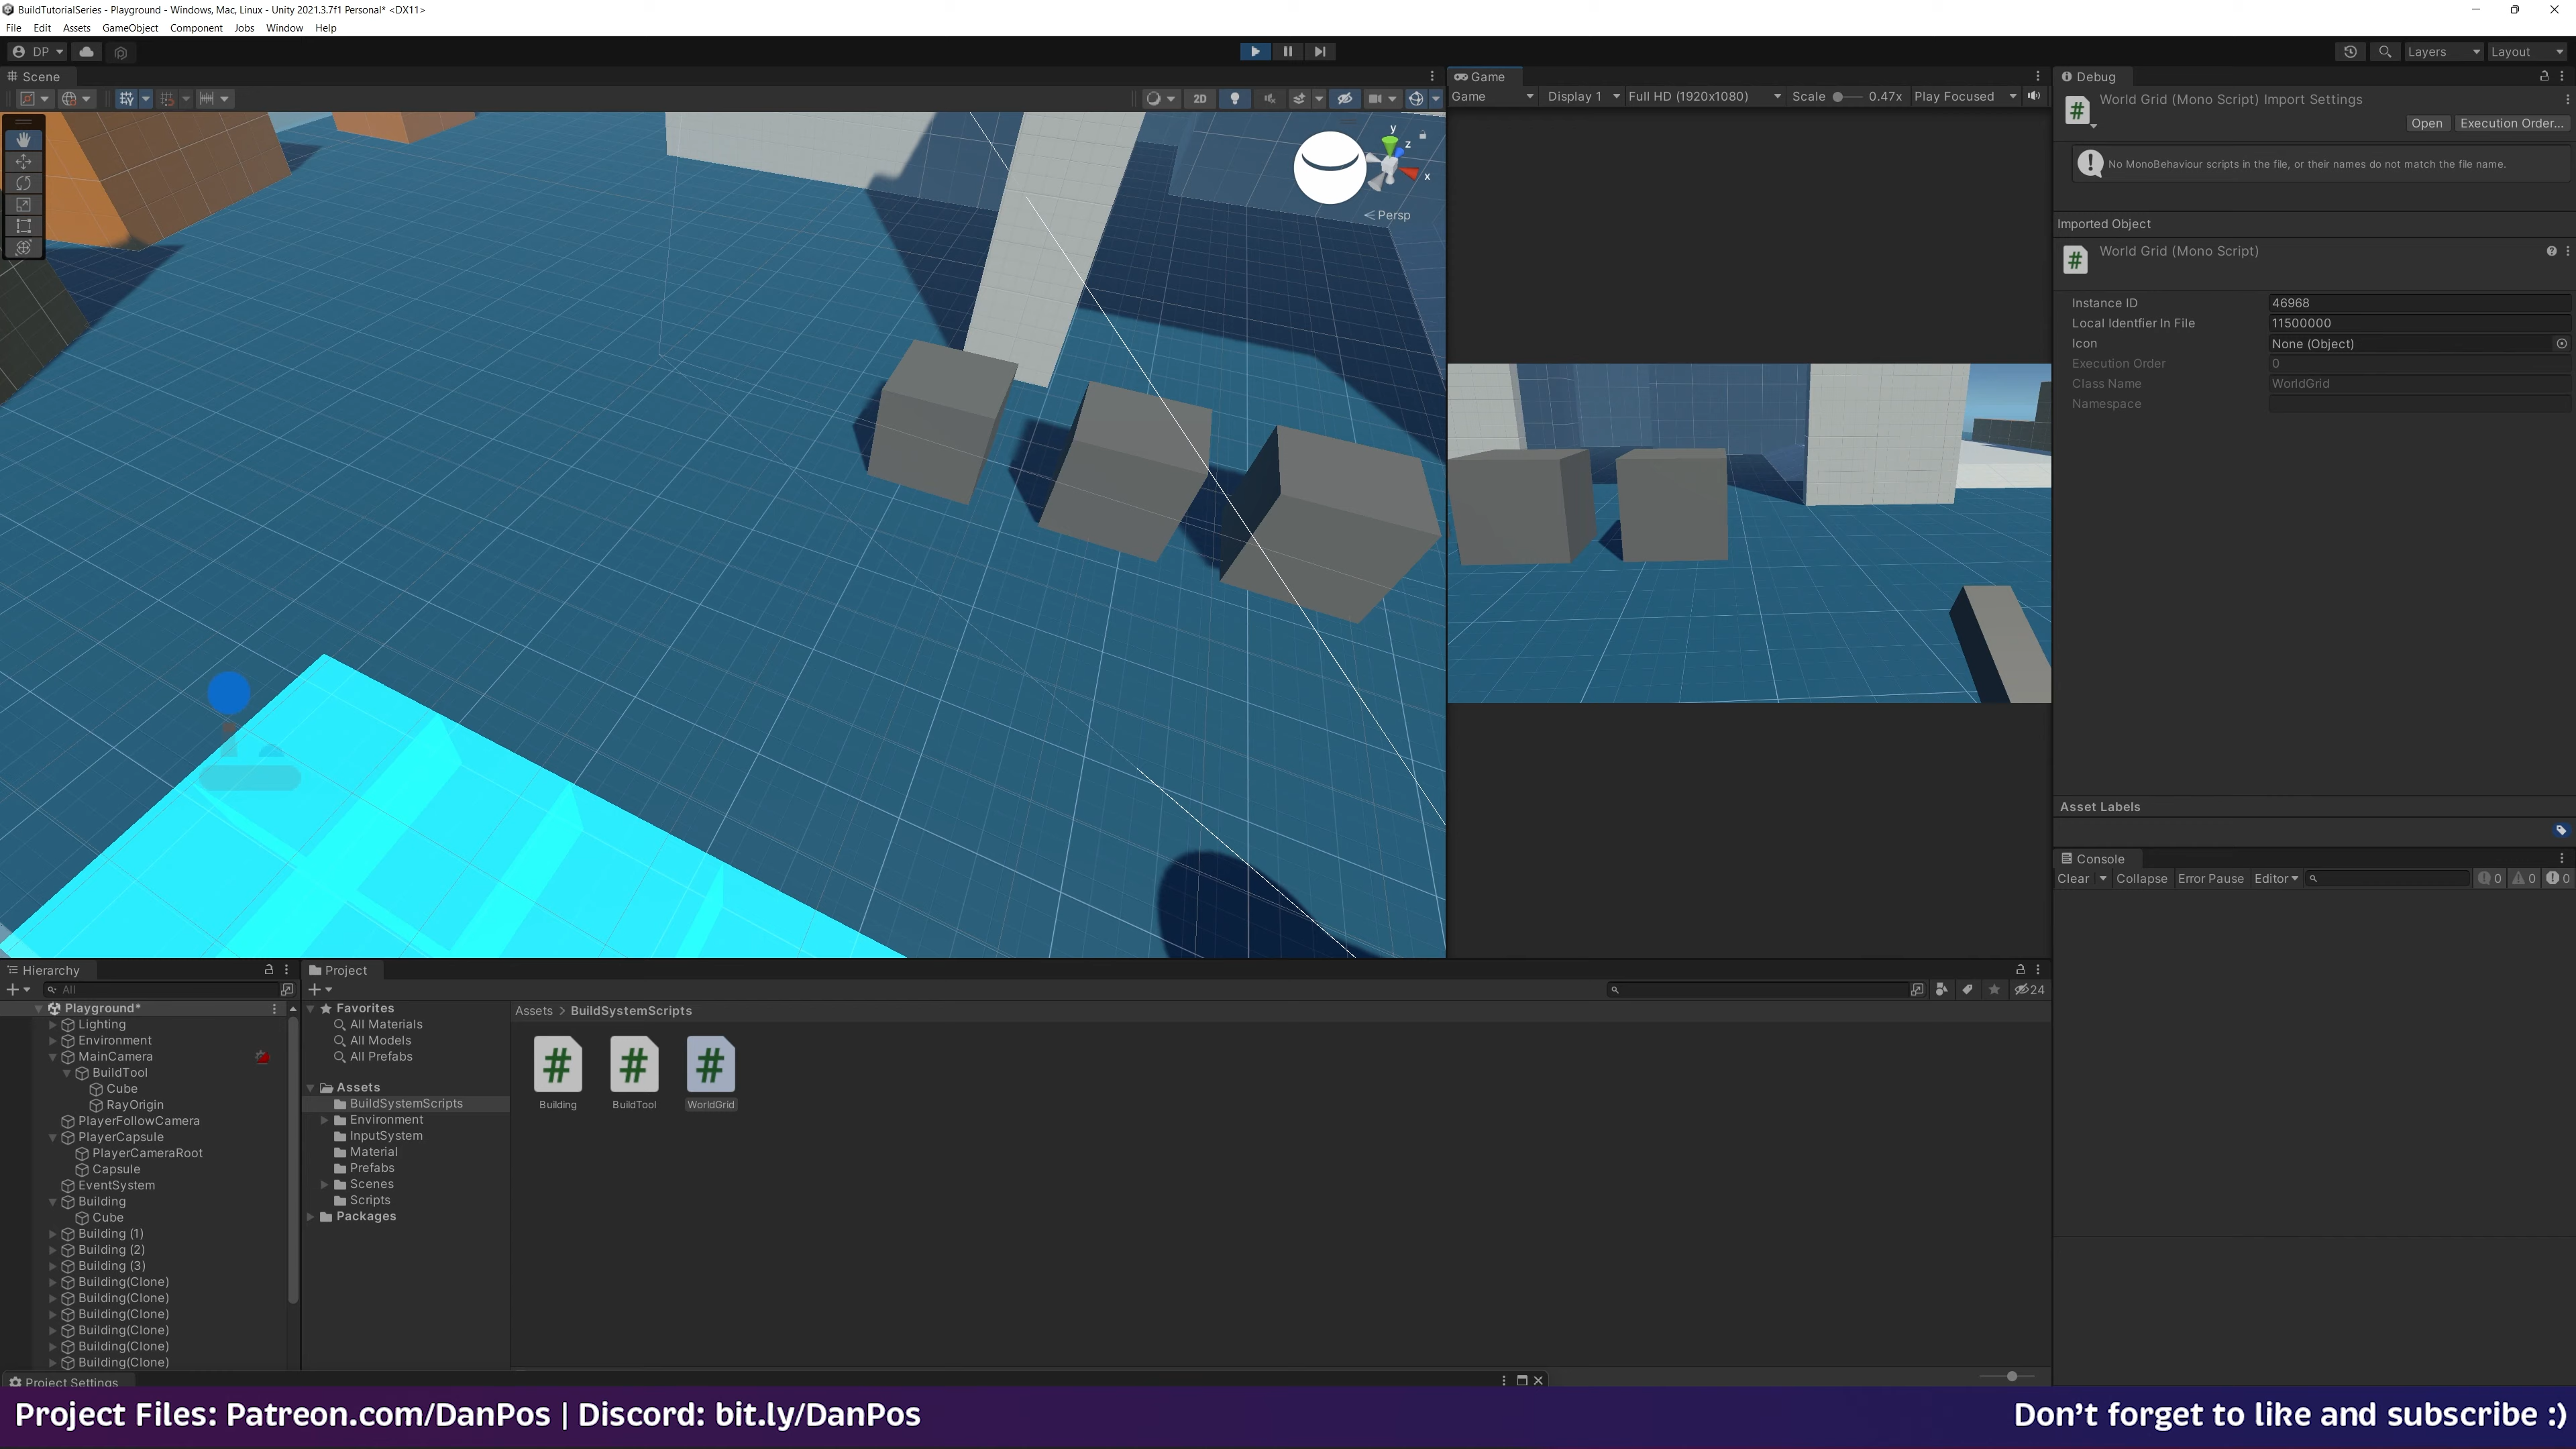 BuildTutorialSeries - Playground - Windows, Mac, Linux - Unity 2021.3.7f1 Personal* <DX11>
File Edit Assets GameObject Component Jobs Window Help
DP
Layers Layout
Scene
2D
y
z
x
Persp
Game
Game Display 1 Full HD (1920x1080) Scale 0.47x Play Focused
Debug
World Grid (Mono Script) Import Settings
Open Execution Order...
No MonoBehaviour scripts in the file, or their names do not match the file name.
Imported Object
World Grid (Mono Script)
Instance ID 46968
Local Identfier In File 11500000
Icon None (Object)
Execution Order 0
Class Name WorldGrid
Namespace
Asset Labels
Console
Clear Collapse Error Pause Editor 0 0 0
Hierarchy
All
Playground*
Lighting
Environment
MainCamera
BuildTool
Cube
RayOrigin
PlayerFollowCamera
PlayerCapsule
PlayerCameraRoot
Capsule
EventSystem
Building
Cube
Building (1)
Building (2)
Building (3)
Building(Clone)
Building(Clone)
Building(Clone)
Building(Clone)
Building(Clone)
Building(Clone)
Project
24
Favorites
All Materials
All Models
All Prefabs
Assets
BuildSystemScripts
Environment
InputSystem
Material
Prefabs
Scenes
Scripts
Packages
Assets > BuildSystemScripts
Building BuildTool WorldGrid
Project Settings
Project Files: Patreon.com/DanPos | Discord: bit.ly/DanPos
Don't forget to like and subscribe :)